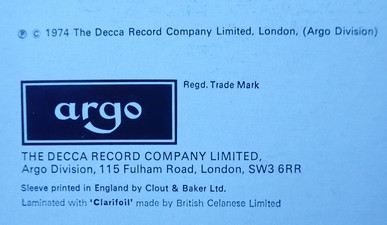 ℗ © 1974 The Decca Record Company Limited, London, (Argo Division)
Regd. Trade Mark
argo
THE DECCA RECORD COMPANY LIMITED,
Argo Division, 115 Fulham Road, London, SW3 6RR
Sleeve printed in England by Clout & Baker Ltd.
Laminated with 'Clarifoil' made by British Celanese Limited